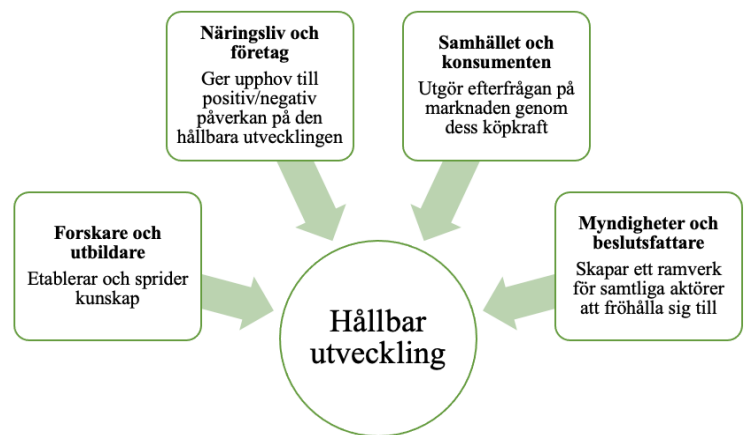 Näringsliv och
företag
Ger upphov till
positiv/negativ
påverkan på den
hållbara utvecklingen
Samhället och
konsumenten
Utgör efterfrågan på
marknaden genom
dess köpkraft
Forskare och
utbildare
Etablerar och sprider
kunskap
Myndigheter och
beslutsfattare
Skapar ett ramverk
för samtliga aktörer
att fröhålla sig till
Hållbar
utveckling